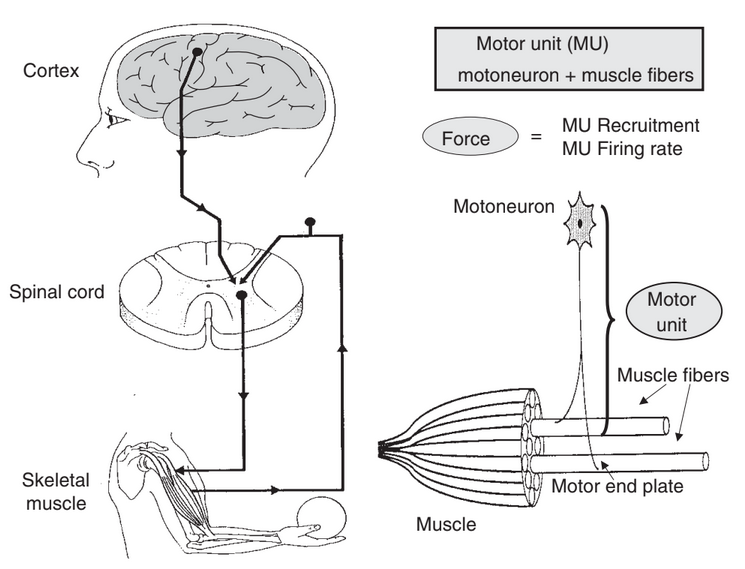 Cortex
Spinal cord
Skeletal
muscle
Motor unit (MU)
motoneuron + muscle fibers
Force = MU Recruitment
MU Firing rate
Motoneuron
Motor
unit
Muscle fibers
Motor end plate
Muscle